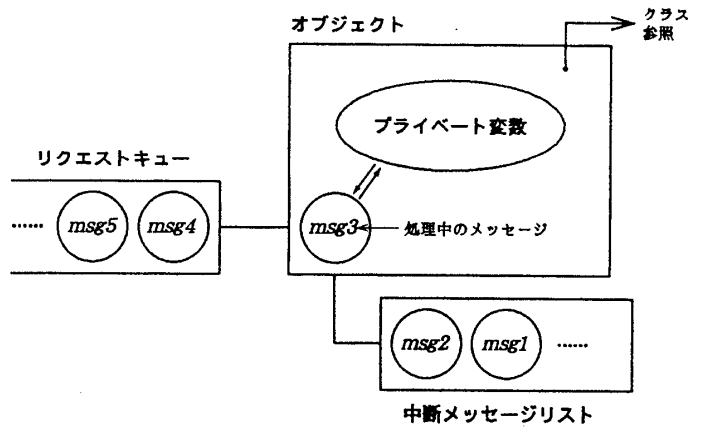 オブジェクト
クラス
参照
プライベート変数
リクエストキュー
...... msg5 msg4
msg3 処理中のメッセージ
msg2 msg1 ......
中断メッセージリスト